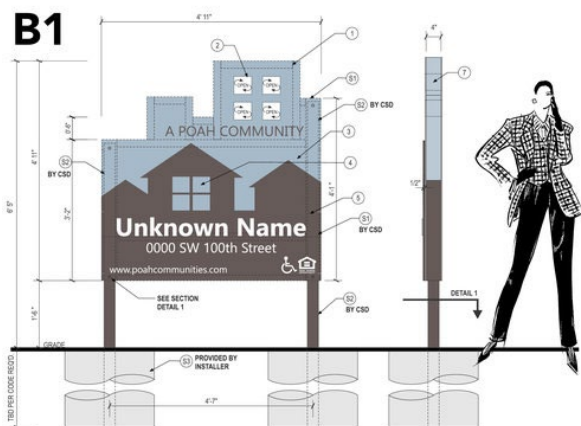 B1
4' 11"
4"
1
2
OPEN
OPEN
OPEN
OPEN
7
S1
S2 BY CSD
A POAH COMMUNITY
3
4
S2
BY CSD
6' 5"
4' 11"
3'-2"
4'-1"
1/2"
5
Unknown Name
0000 SW 100th Street
S1
BY CSD
www.poahcommunities.com
SEE SECTION
DETAIL 1
S2
BY CSD
DETAIL 1
1'-6"
GRADE
S3 PROVIDED BY
INSTALLER
4'-7"
TBD PER CODE REQ'D.